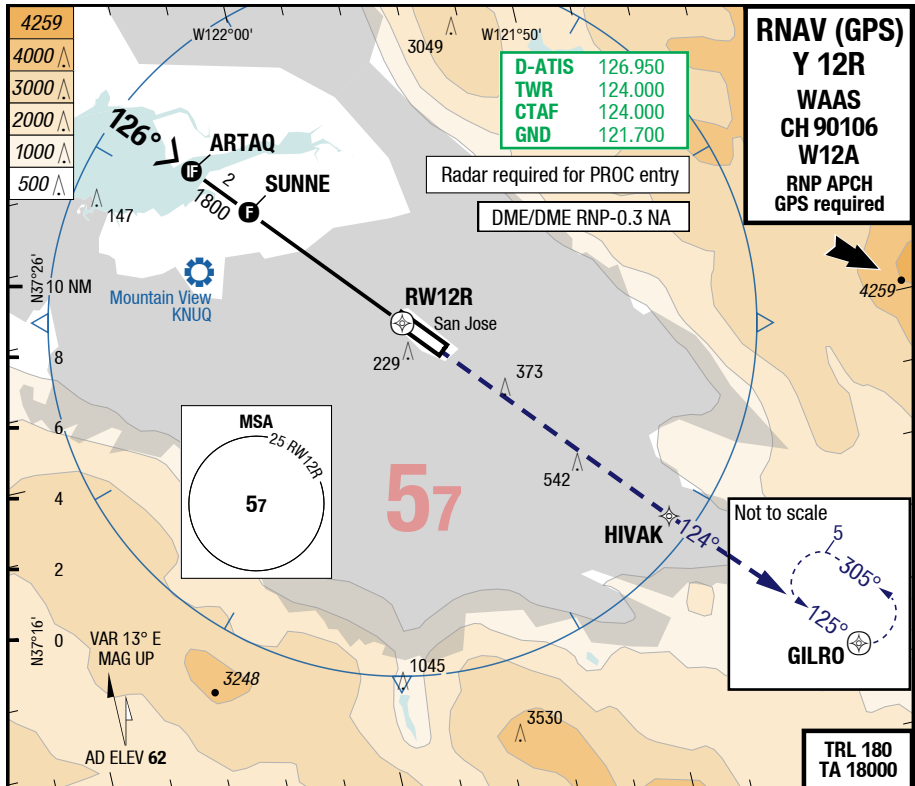 4259
4000
3000
2000
1000
500
W122°00'
3049
W121°50'
D-ATIS 126.950
TWR 124.000
CTAF 124.000
GND 121.700
RNAV (GPS)
Y 12R
WAAS
CH 90106
W12A
RNP APCH
GPS required
126°
IF
ARTAQ
2
1800
F
SUNNE
Radar required for PROC entry
DME/DME RNP-0.3 NA
147
N37°26'
10 NM
Mountain View
KNUQ
4259
RW12R
San Jose
229
373
8
6
4
2
0
MSA
25 RW12R
57
57
542
HIVAK
124°
Not to scale
5
305°
125°
GILRO
N37°16'
VAR 13° E
MAG UP
3248
1045
3530
AD ELEV 62
TRL 180
TA 18000